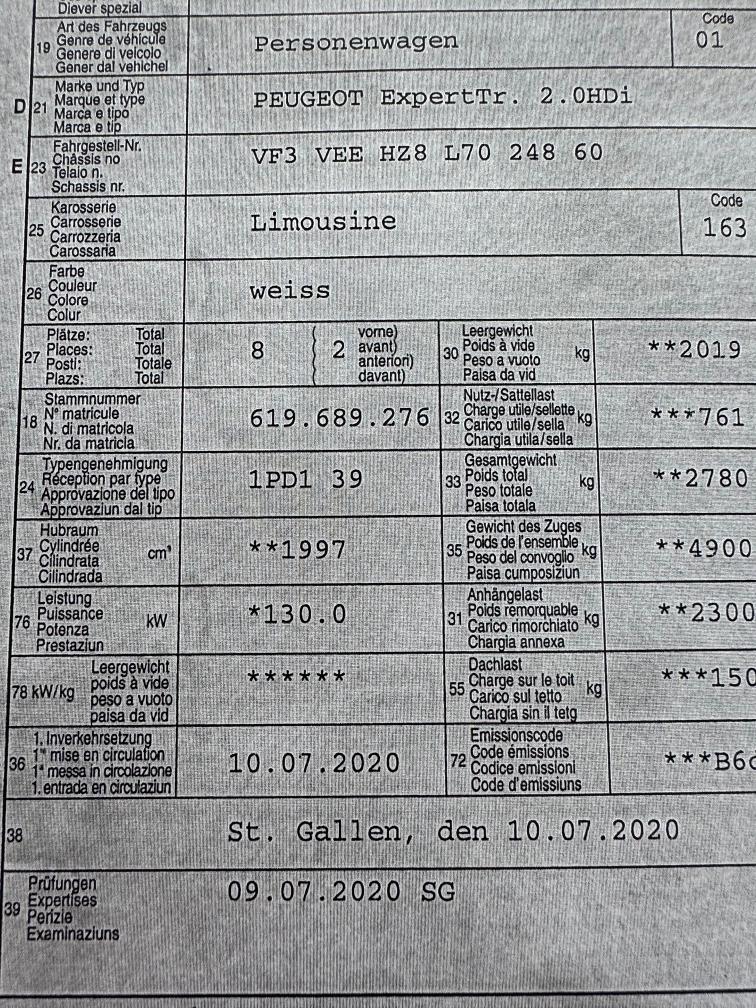 Diever spezial
19 Art des Fahrzeugs
Genre de véhicule
Genere di veicolo
Gener dal vehichel
Personenwagen
Code
01
D 21 Marke und Typ
Marque et type
Marca e tipo
Marca e tip
PEUGEOT ExpertTr. 2.0HDi
E 23 Fahrgestell-Nr.
Châssis no
Telaio n.
Schassis nr.
VF3 VEE HZ8 L70 248 60
25 Karosserie
Carrosserie
Carrozzeria
Carossaria
Limousine
Code
163
26 Farbe
Couleur
Colore
Colur
weiss
27 Plätze: Total
Places: Total
Posti: Totale
Plazs: Total
8 ( 2 vorne)
avant)
anteriori)
davant)
30 Leergewicht
Poids à vide
Peso a vuoto
Paisa da vid
kg
**2019
18 Stammnummer
N° matricule
N. di matricola
Nr. da matricla
619.689.276
32 Nutz-/Sattellast
Charge utile/sellette
Carico utile/sella
Chargia utila/sella
kg
***761
24 Typengenehmigung
Réception par type
Approvazione del tipo
Approvaziun dal tip
1PD1 39
33 Gesamtgewicht
Poids total
Peso totale
Paisa totala
kg
**2780
37 Hubraum
Cylindrée
Cilindrata
Cilindrada
cm³
**1997
35 Gewicht des Zuges
Poids de l'ensemble
Peso del convoglio
Paisa cumposiziun
kg
**4900
76 Leistung
Puissance
Potenza
Prestaziun
kW
*130.0
31 Anhängelast
Poids remorquable
Carico rimorchiato
Chargia annexa
kg
**2300
78 kW/kg Leergewicht
poids à vide
peso a vuoto
paisa da vid
******
55 Dachlast
Charge sur le toit
Carico sul tetto
Chargia sin il tetg
kg
***150
36 1. Inverkehrsetzung
1re mise en circulation
1a messa in circolazione
1. entrada en circulaziun
10.07.2020
72 Emissionscode
Code émissions
Codice emissioni
Code d'emissiuns
***B6c
38
St. Gallen, den 10.07.2020
39 Prüfungen
Expertises
Perizie
Examinaziuns
09.07.2020 SG